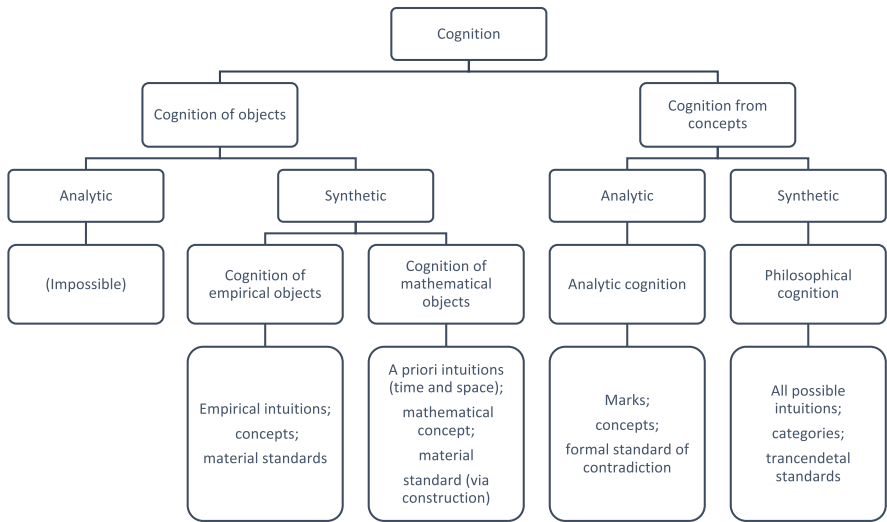 Cognition
Cognition of objects
Cognition from
concepts
Analytic
Synthetic
Analytic
Synthetic
(Impossible)
Cognition of
empirical objects
Cognition of
mathematical
objects
Analytic cognition
Philosophical
cognition
Empirical intuitions;
concepts;
material standards
A priori intuitions
(time and space);
mathematical
concept;
material
standard (via
construction)
Marks;
concepts;
formal standard of
contradiction
All possible
intuitions;
categories;
trancendetal
standards